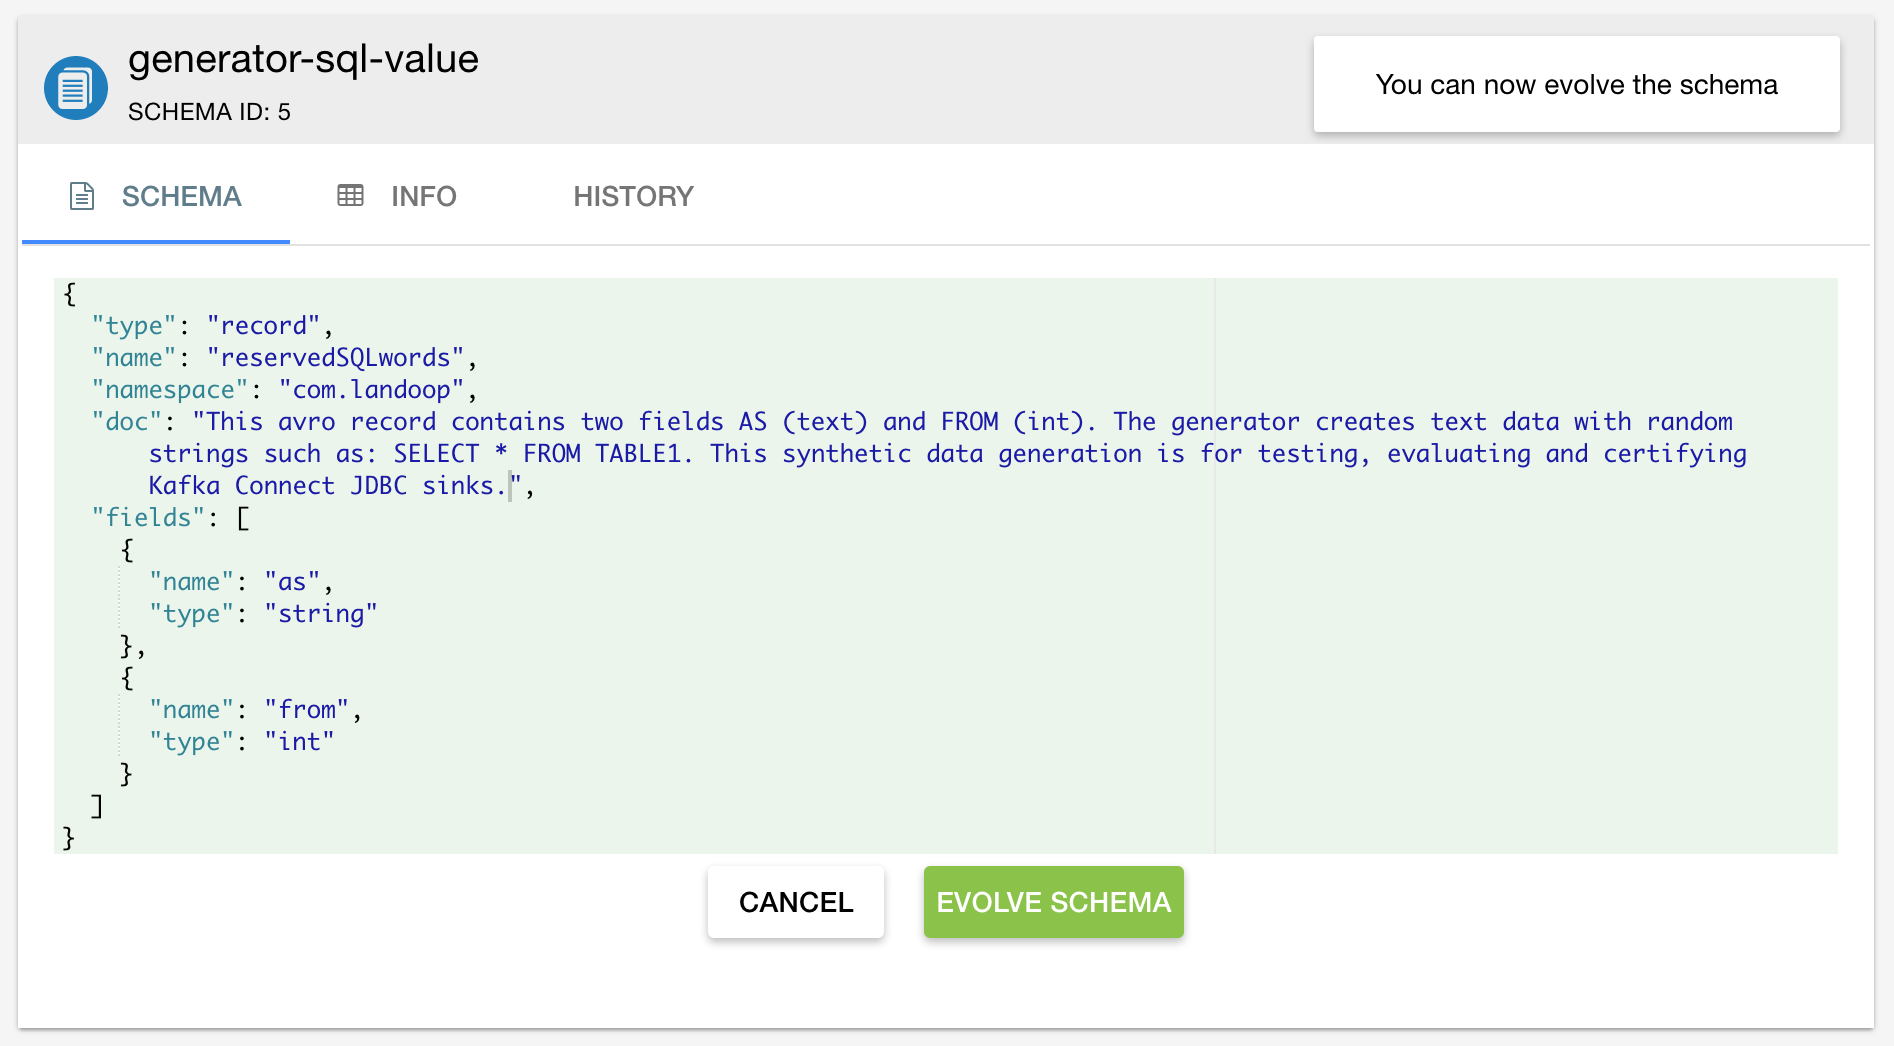 generator-sql-value
SCHEMA ID: 5
You can now evolve the schema
SCHEMA
INFO
HISTORY
{
"type": "record",
"name": "reservedSQLwords",
"namespace": "com.landoop",
"doc": "This avro record contains two fields AS (text) and FROM (int). The generator creates text data with random
strings such as: SELECT * FROM TABLE1. This synthetic data generation is for testing, evaluating and certifying
Kafka Connect JDBC sinks.",
"fields": [
{
"name": "as",
"type": "string"
},
{
"name": "from",
"type": "int"
}
]
}
CANCEL
EVOLVE SCHEMA